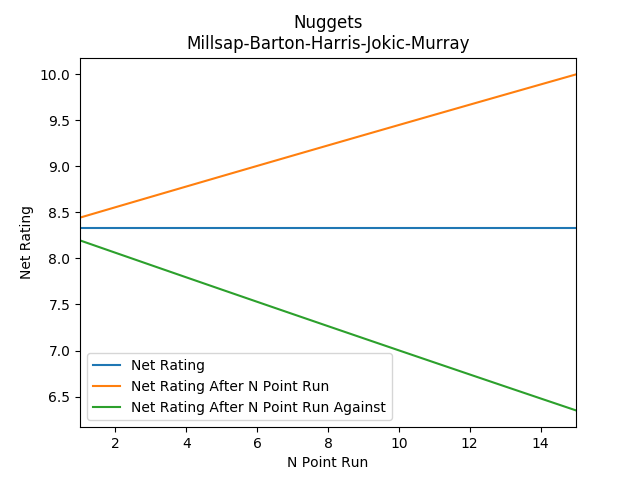 Nuggets
Millsap-Barton-Harris-Jokic-Murray
10.0
9.5
9.0
8.5
8.0
7.5
7.0
6.5
Net Rating
Net Rating
Net Rating After N Point Run
Net Rating After N Point Run Against
2 4 6 8 10 12 14
N Point Run